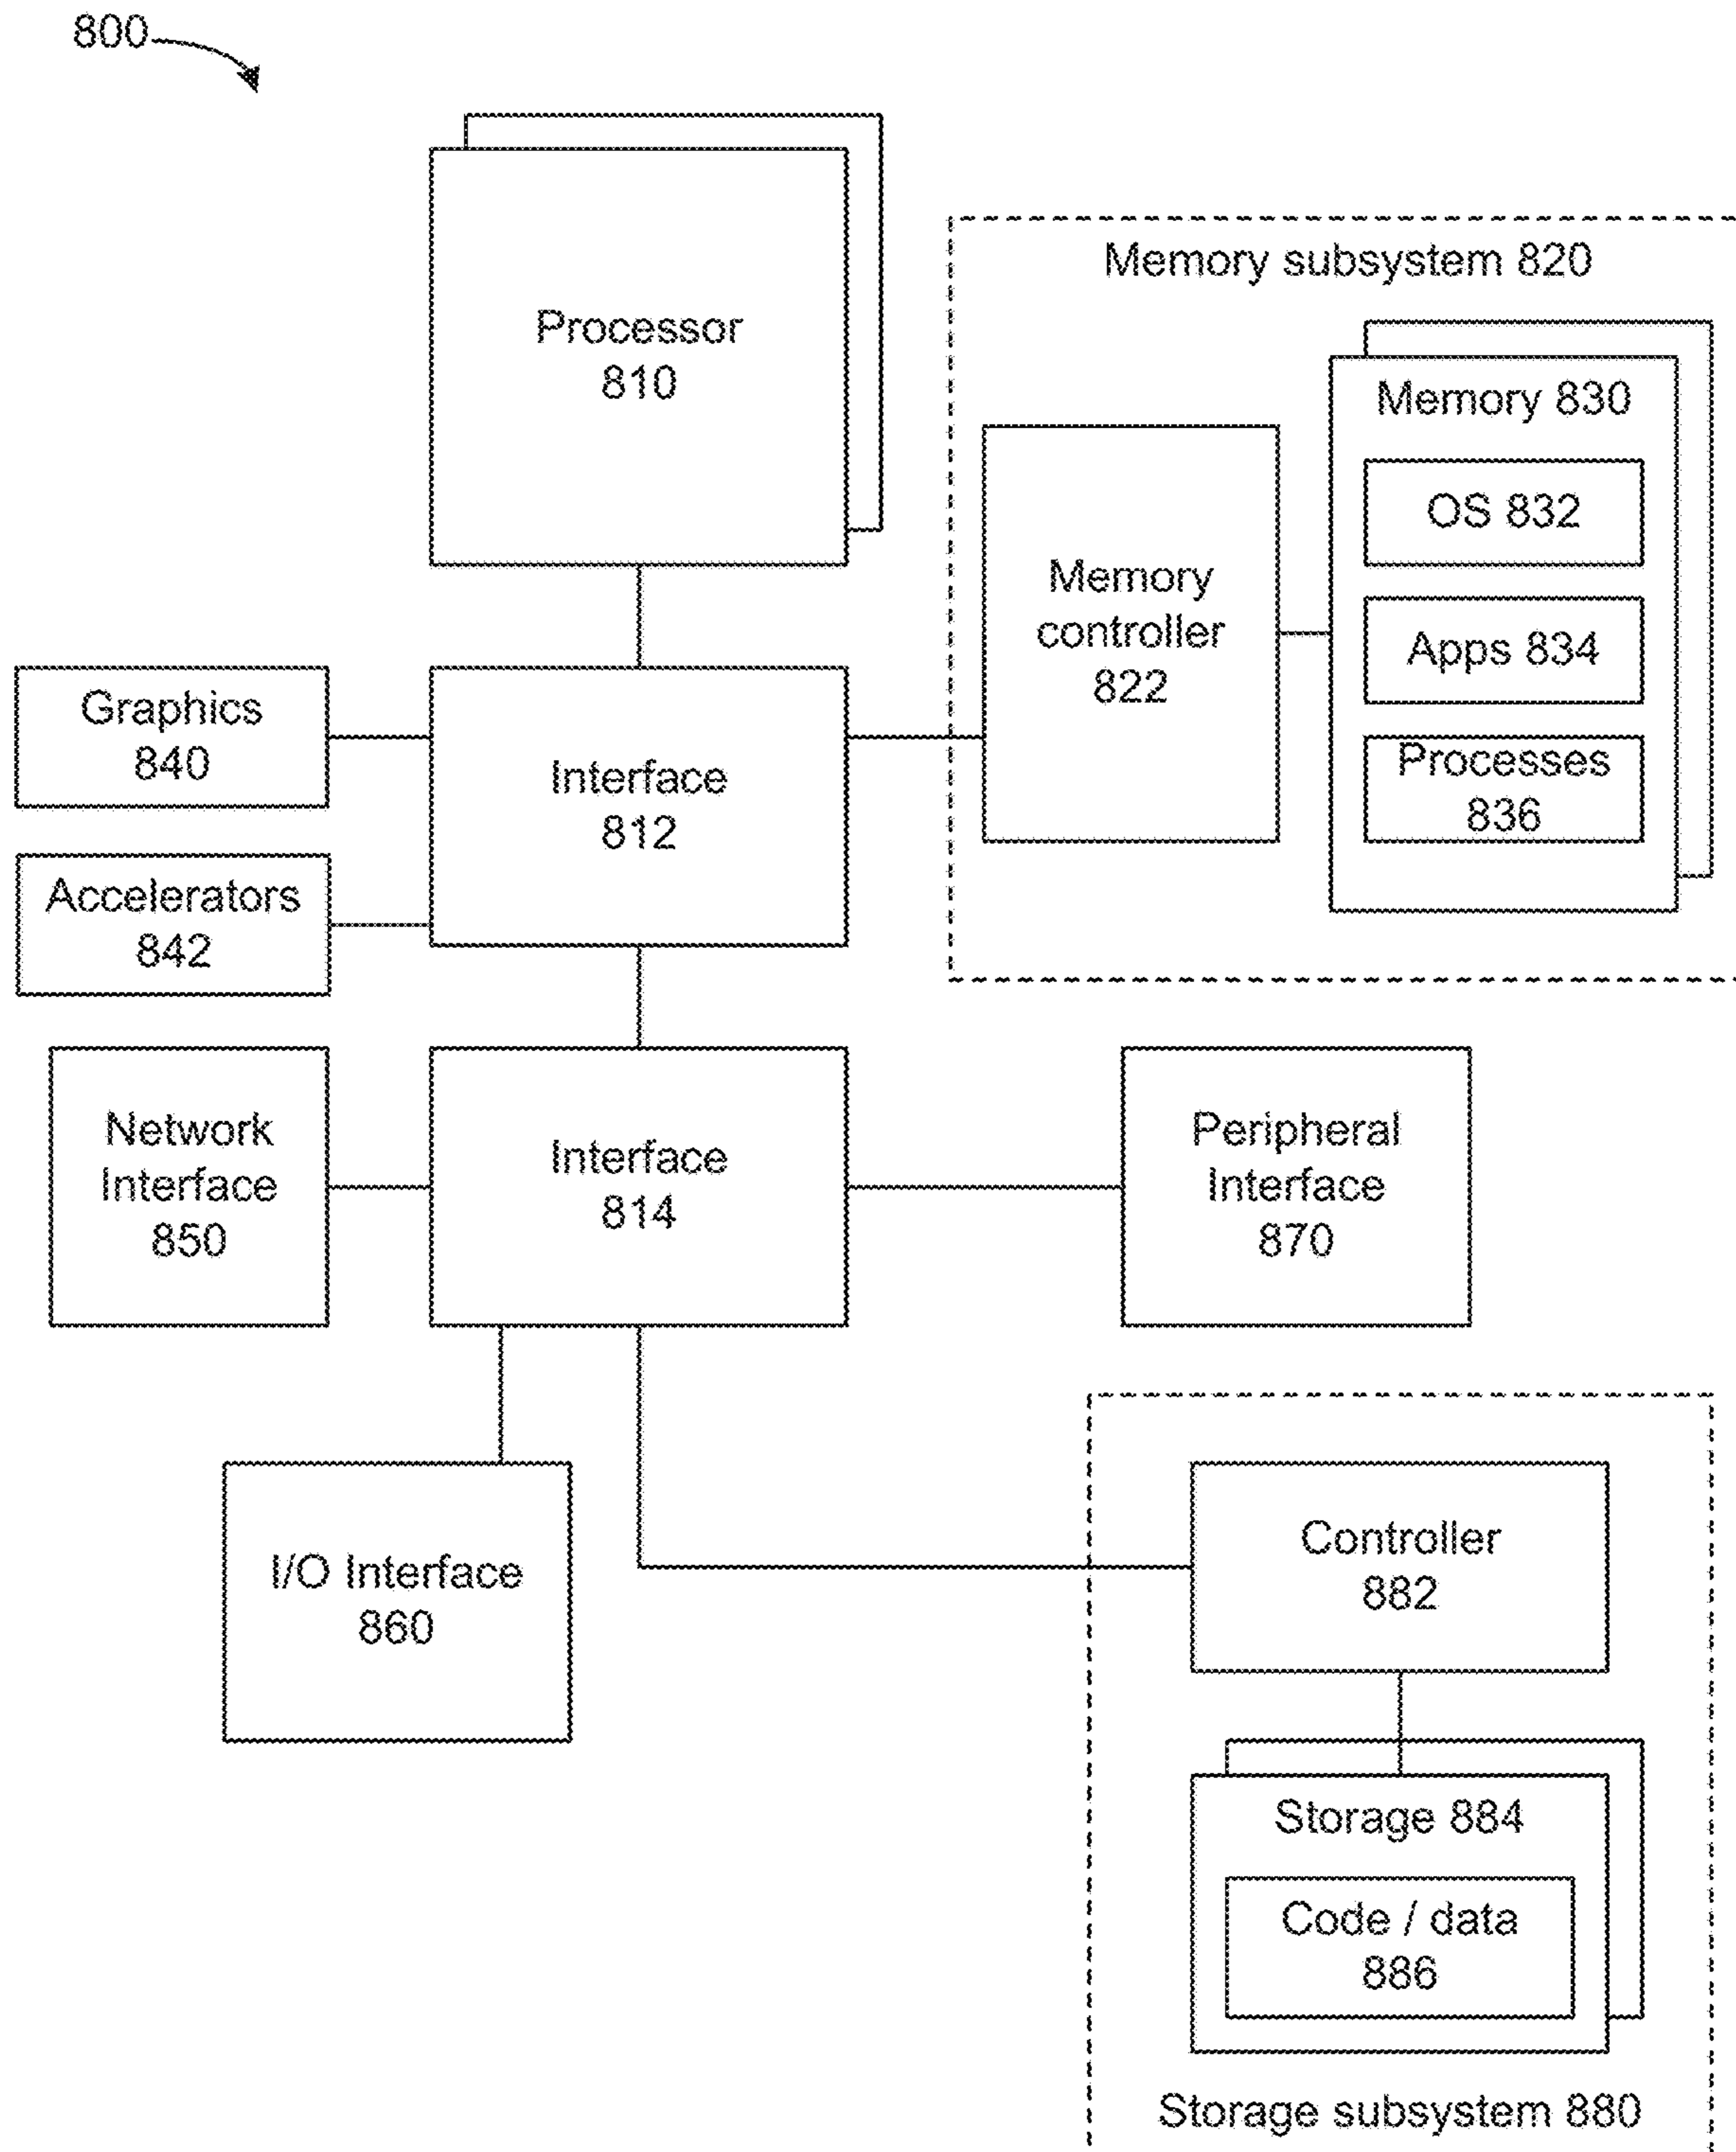 800
Processor
810
Memory subsystem 820
Memory 830
OS 832
Apps 834
Processes
836
Memory
controller
822
Graphics
840
Interface
812
Accelerators
842
Network
Interface
850
Interface
814
Peripheral
Interface
870
I/O Interface
860
Controller
882
Storage 884
Code / data
886
Storage subsystem 880